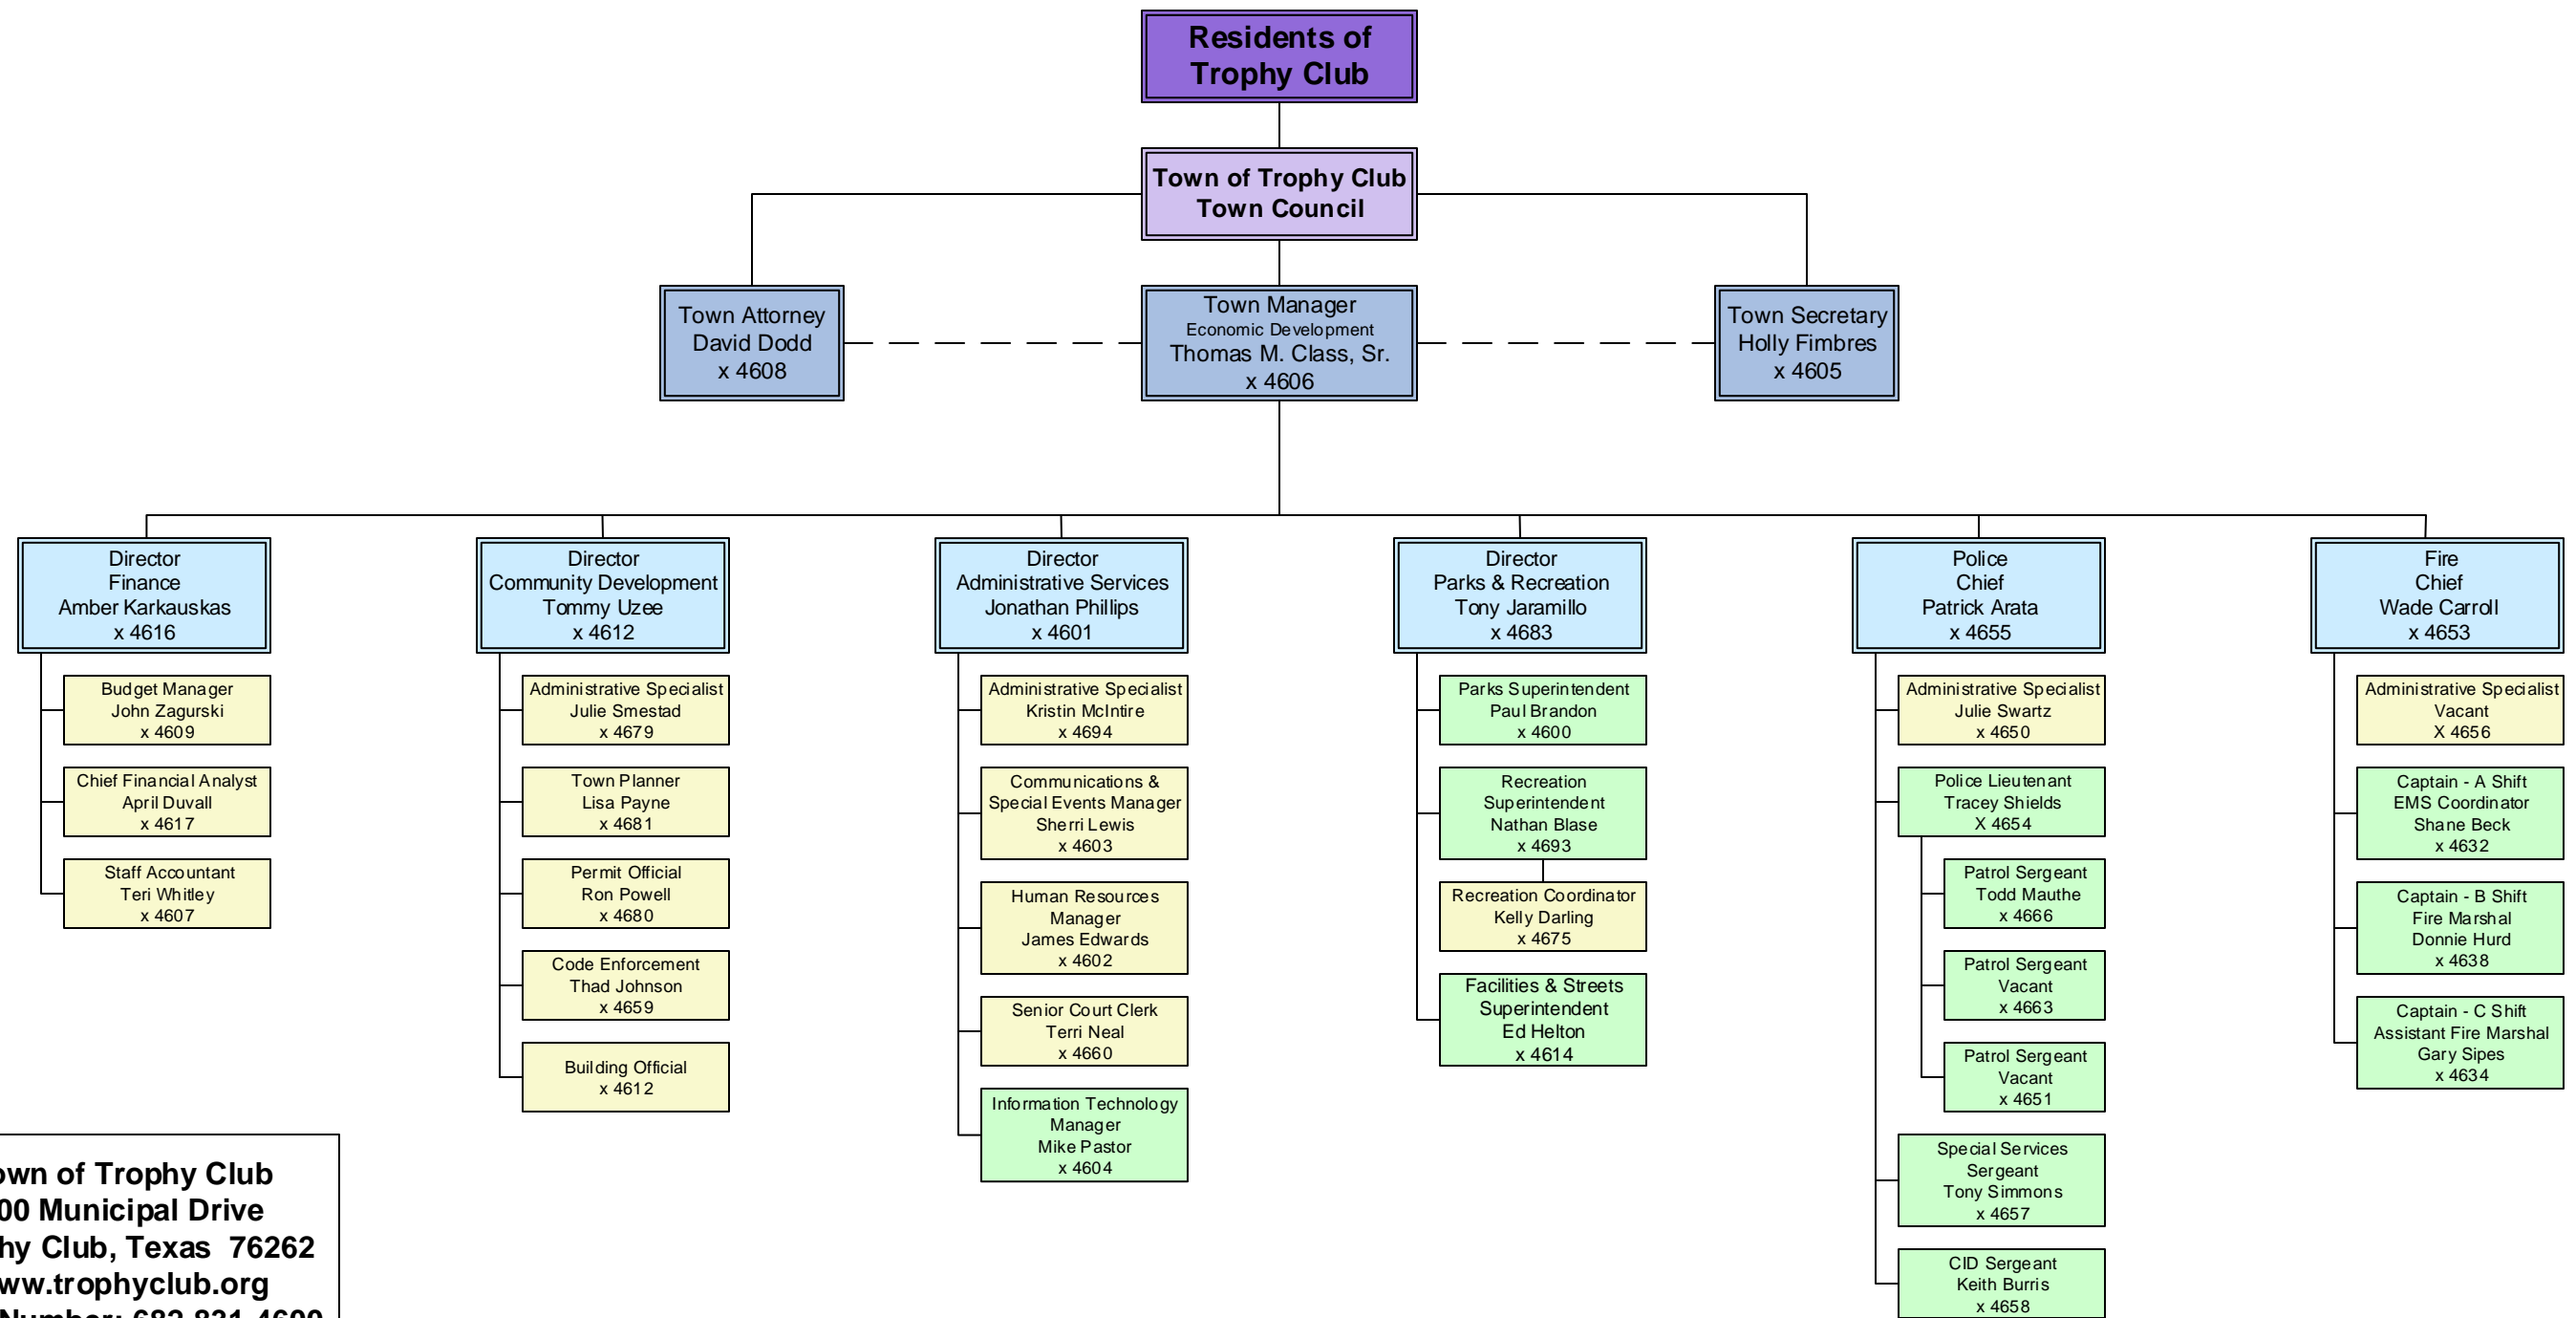 Residents of
Trophy Club
Town of Trophy Club
Town Council
Town Attorney
David Dodd
x 4608
Town Manager
Economic Development
Thomas M. Class, Sr.
x 4606
Town Secretary
Holly Fimbres
x 4605
Director
Finance
Amber Karkauskas
x 4616
Budget Manager
John Zagurski
x 4609
Chief Financial Analyst
April Duvall
x 4617
Staff Accountant
Teri Whitley
x 4607
Director
Community Development
Tommy Uzee
x 4612
Administrative Specialist
Julie Smestad
x 4679
Town Planner
Lisa Payne
x 4681
Permit Official
Ron Powell
x 4680
Code Enforcement
Thad Johnson
x 4659
Building Official
x 4612
Director
Administrative Services
Jonathan Phillips
x 4601
Administrative Specialist
Kristin McIntire
x 4694
Communications &
Special Events Manager
Sherri Lewis
x 4603
Human Resources
Manager
James Edwards
x 4602
Senior Court Clerk
Terri Neal
x 4660
Information Technology
Manager
Mike Pastor
x 4604
Director
Parks & Recreation
Tony Jaramillo
x 4683
Parks Superintendent
Paul Brandon
x 4600
Recreation
Superintendent
Nathan Blase
x 4693
Recreation Coordinator
Kelly Darling
x 4675
Facilities & Streets
Superintendent
Ed Helton
x 4614
Police
Chief
Patrick Arata
x 4655
Administrative Specialist
Julie Swartz
x 4650
Police Lieutenant
Tracey Shields
X 4654
Patrol Sergeant
Todd Mauthe
x 4666
Patrol Sergeant
Vacant
x 4663
Patrol Sergeant
Vacant
x 4651
Special Services
Sergeant
Tony Simmons
x 4657
CID Sergeant
Keith Burris
x 4658
Fire
Chief
Wade Carroll
x 4653
Administrative Specialist
Vacant
X 4656
Captain - A Shift
EMS Coordinator
Shane Beck
x 4632
Captain - B Shift
Fire Marshal
Donnie Hurd
x 4638
Captain - C Shift
Assistant Fire Marshal
Gary Sipes
x 4634
own of Trophy Club
00 Municipal Drive
hy Club, Texas 76262
ww.trophyclub.org
Number: 682-831-4600